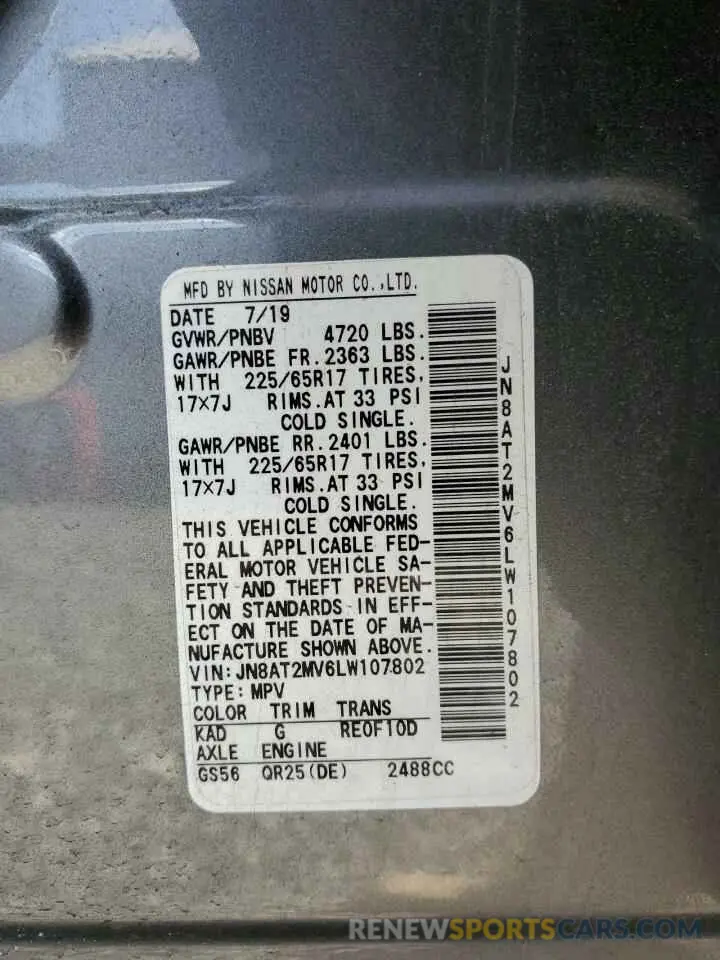 MFD BY NISSAN MOTOR CO.,LTD.
DATE 7/19
GVWR/PNBV 4720 LBS.
GAWR/PNBE FR. 2363 LBS.
WITH 225/65R17 TIRES,
17×7J RIMS. AT 33 PSI
COLD SINGLE.
GAWR/PNBE RR. 2401 LBS.
WITH 225/65R17 TIRES,
17×7J RIMS. AT 33 PSI
COLD SINGLE.
THIS VEHICLE CONFORMS
TO ALL APPLICABLE FED-
ERAL MOTOR VEHICLE SA-
FETY AND THEFT PREVEN-
TION STANDARDS IN EFF-
ECT ON THE DATE OF MA-
NUFACTURE SHOWN ABOVE.
VIN: JN8AT2MV6LW107802
TYPE: MPV
COLOR TRIM TRANS
KAD G RE0F10D
AXLE ENGINE
GS56 QR25(DE) 2488CC
JN8AT2MV6LW107802
RENEWSPORTSCARS.COM